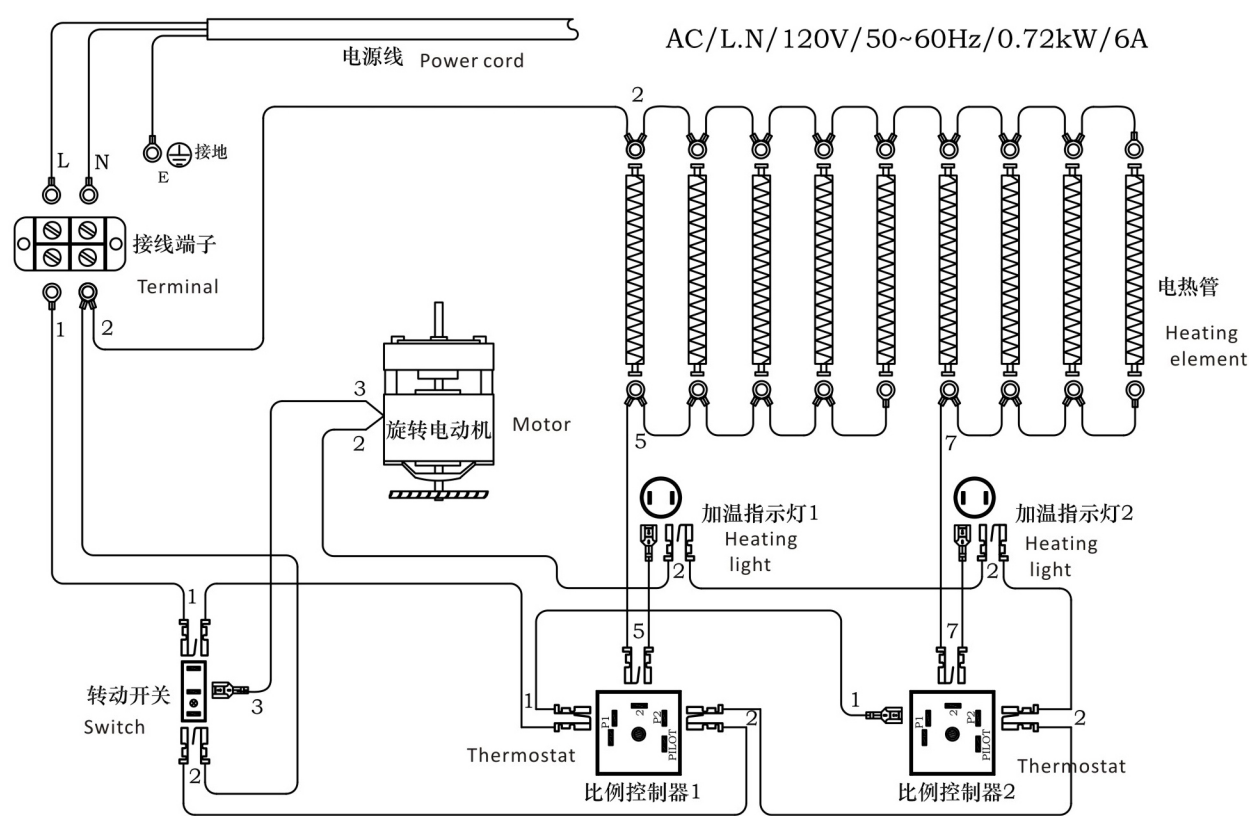 AC/L.N/120V/50~60Hz/0.72kW/6A
电源线 Power cord
2
L N
E 接地
接线端子
Terminal
1 2
电热管
Heating
element
3
旋转电动机
Motor
2
5 7
加温指示灯1
Heating
light
加温指示灯2
Heating
light
2 2
1
5 7
转动开关
Switch
3
1
P1 2 P2
PILOT
2
1
P1 2 P2
PILOT
2
Thermostat
Thermostat
2
比例控制器1
比例控制器2